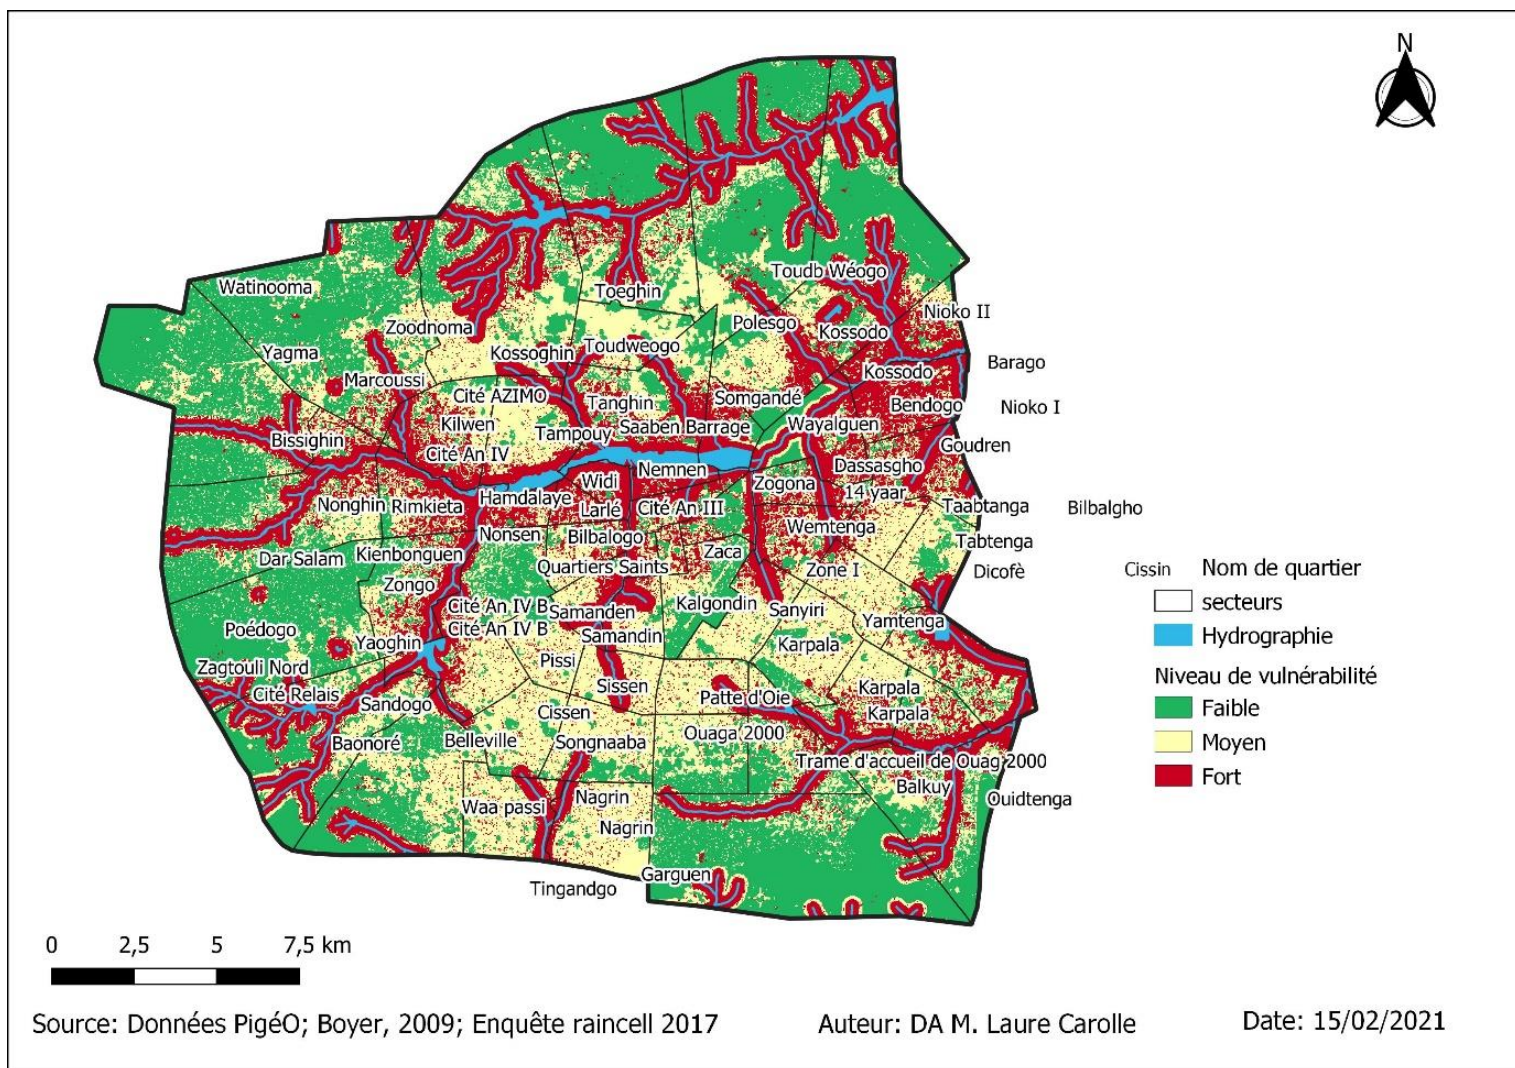 N
Toudb Wéogo
Watinooma
Toeghin
Nioko II
Zoodnoma
Polesgo
Kossodo
Yagma
Kossoghin
Toudweogo
Barago
Marcoussi
Kossodo
Cité AZIMO
Tanghin
Somgandé
Bendogo
Nioko I
Kilwen
Saaben Barrage
Wayalguen
Bissighin
Tampouy
Goudren
Cité An IV
Nemnen
Dassasgho
Widi
Zogona
14 yaar
Hamdalaye
Nonghin
Rimkieta
Larlé
Cité An III
Taabtanga
Bilbalgho
Wemtenga
Nonsen
Bilbalogo
Tabtenga
Dar Salam
Kienbonguen
Zaca
Quartiers Saints
Zone I
Dicofè
Zongo
Cité An IV B
Samanden
Kalgondin
Sanyiri
Yamtenga
Poédogo
Cité An IV B
Yaoghin
Samandin
Karpala
Pissi
Zagtouli Nord
Sissen
Karpala
Cité Relais
Sandogo
Patte d'Oie
Cissen
Karpala
Baonoré
Belleville
Songnaaba
Ouaga 2000
Trame d'accueil de Ouag 2000
Balkuy
Ouidtenga
Waa passi
Nagrin
Nagrin
Garguen
Tingandgo
Cissin Nom de quartier
secteurs
Hydrographie
Niveau de vulnérabilité
Faible
Moyen
Fort
0 2,5 5 7,5 km
Source: Données PigéO; Boyer, 2009; Enquête raincell 2017 Auteur: DA M. Laure Carolle Date: 15/02/2021